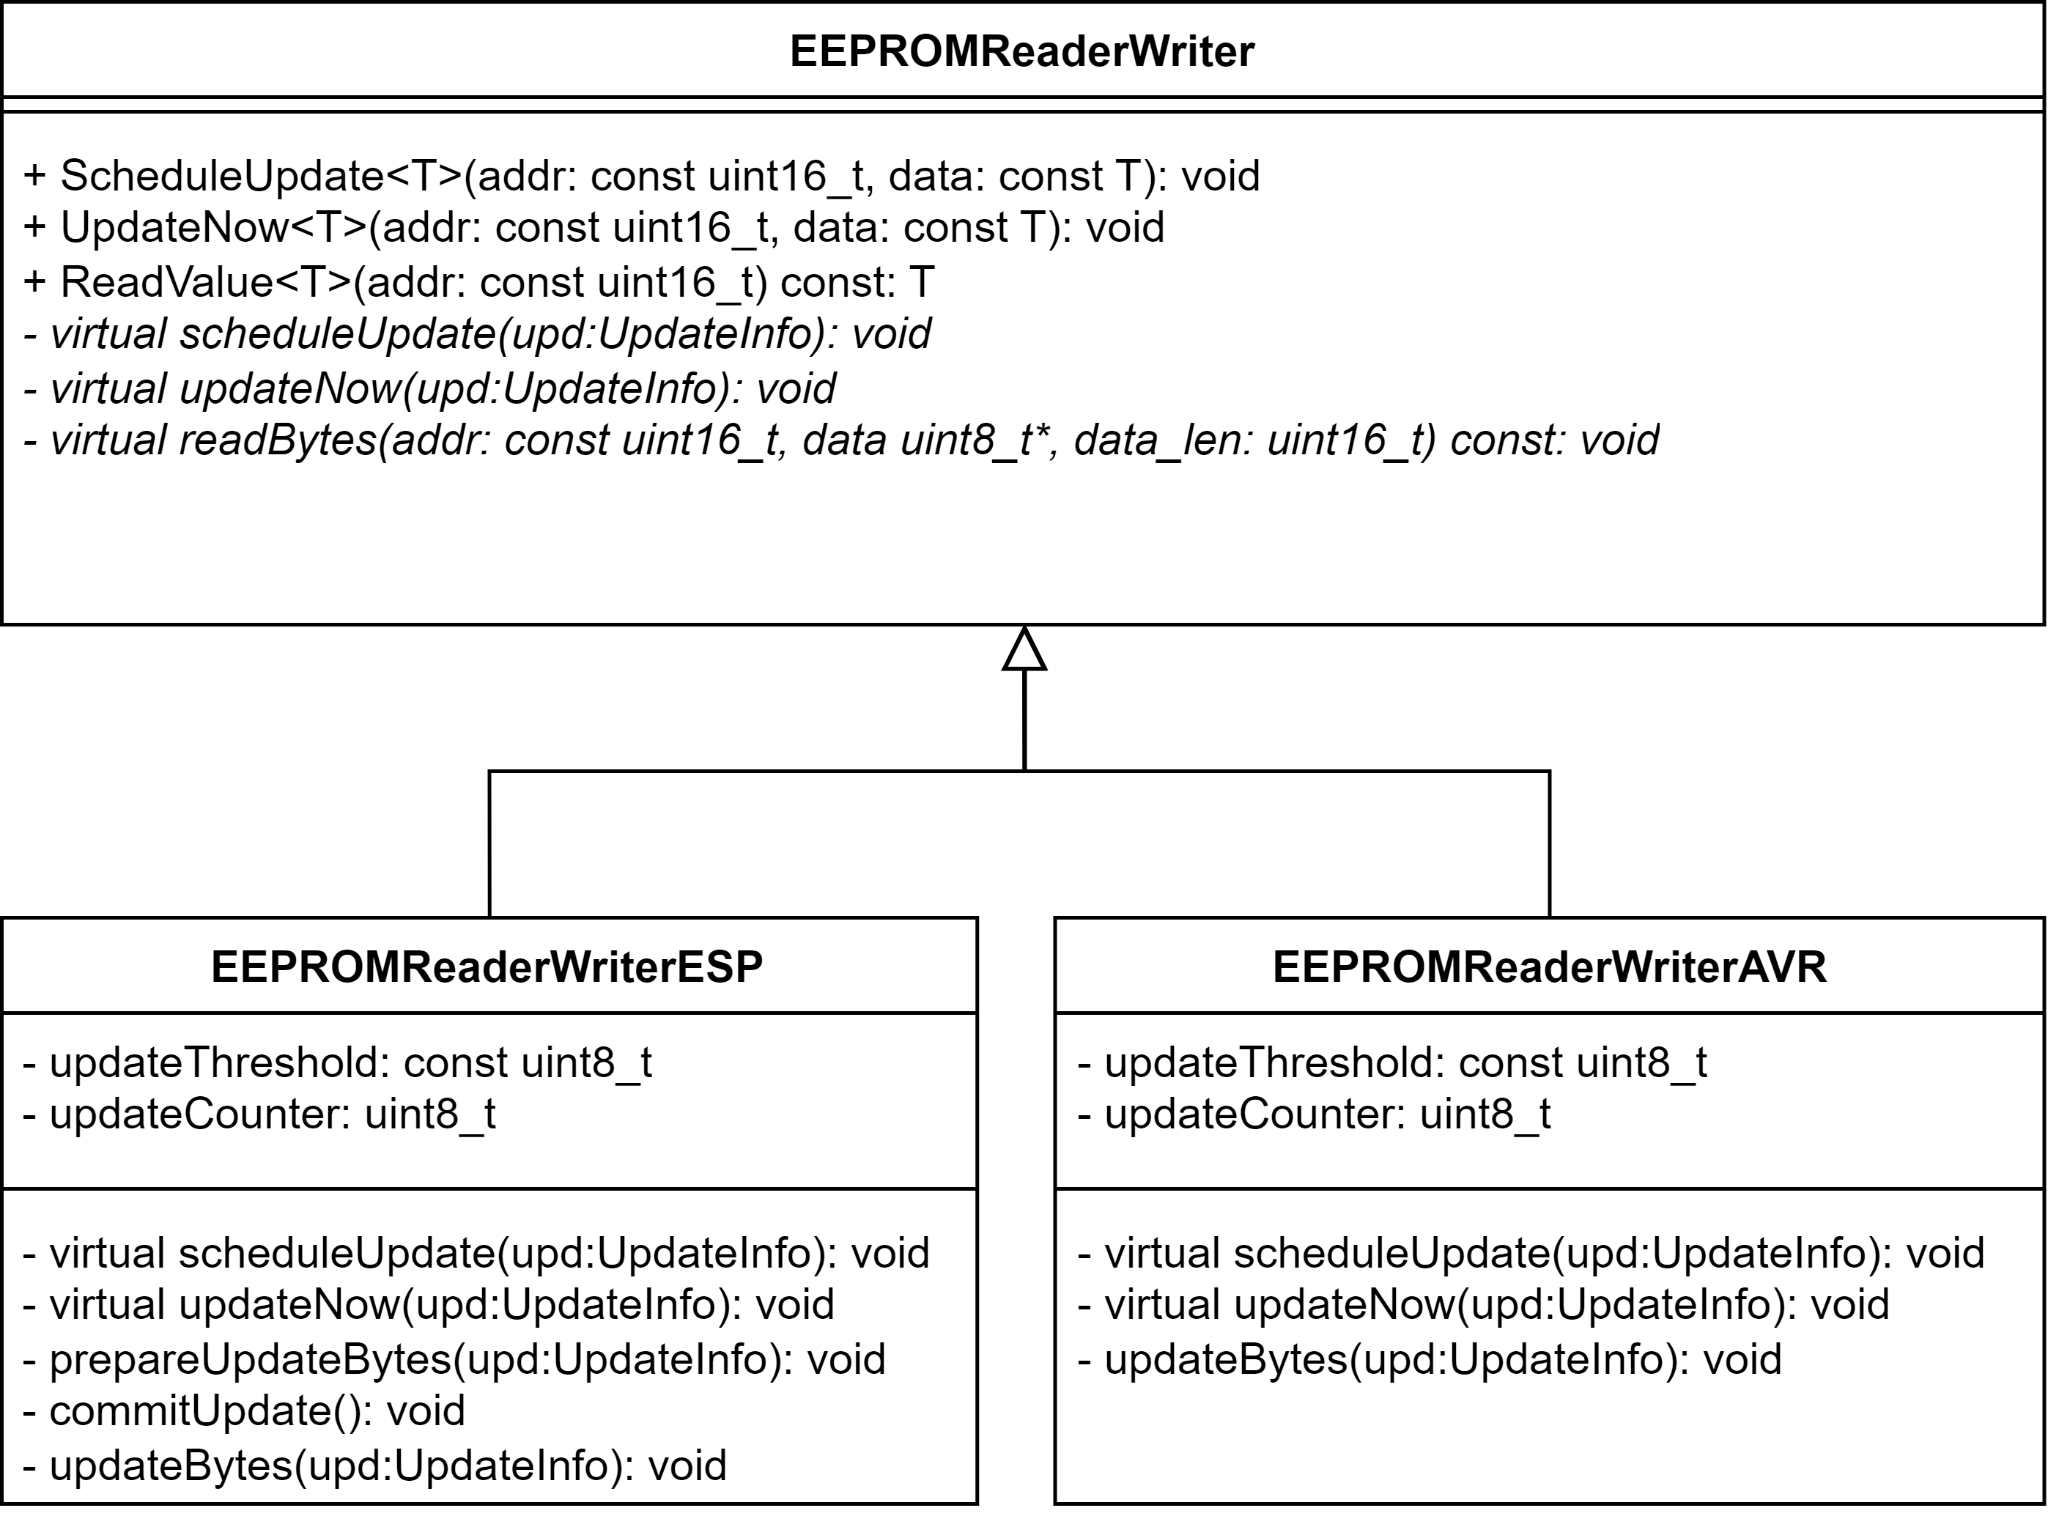 EEPROMReaderWriter
+ ScheduleUpdate<T>(addr: const uint16_t, data: const T): void
+ UpdateNow<T>(addr: const uint16_t, data: const T): void
+ ReadValue<T>(addr: const uint16_t) const: T
- virtual scheduleUpdate(upd:UpdateInfo): void
- virtual updateNow(upd:UpdateInfo): void
- virtual readBytes(addr: const uint16_t, data uint8_t*, data_len: uint16_t) const: void
EEPROMReaderWriterESP
- updateThreshold: const uint8_t
- updateCounter: uint8_t
- virtual scheduleUpdate(upd:UpdateInfo): void
- virtual updateNow(upd:UpdateInfo): void
- prepareUpdateBytes(upd:UpdateInfo): void
- commitUpdate(): void
- updateBytes(upd:UpdateInfo): void
EEPROMReaderWriterAVR
- updateThreshold: const uint8_t
- updateCounter: uint8_t
- virtual scheduleUpdate(upd:UpdateInfo): void
- virtual updateNow(upd:UpdateInfo): void
- updateBytes(upd:UpdateInfo): void